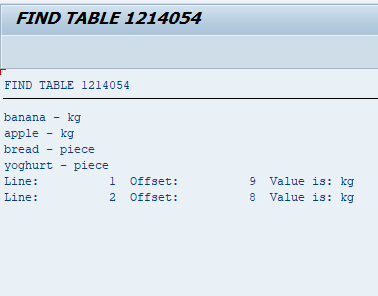 FIND TABLE 1214054
FIND TABLE 1214054
banana - kg
apple - kg
bread - piece
yoghurt - piece
Line:          1  Offset:          9  Value is: kg
Line:          2  Offset:          8  Value is: kg